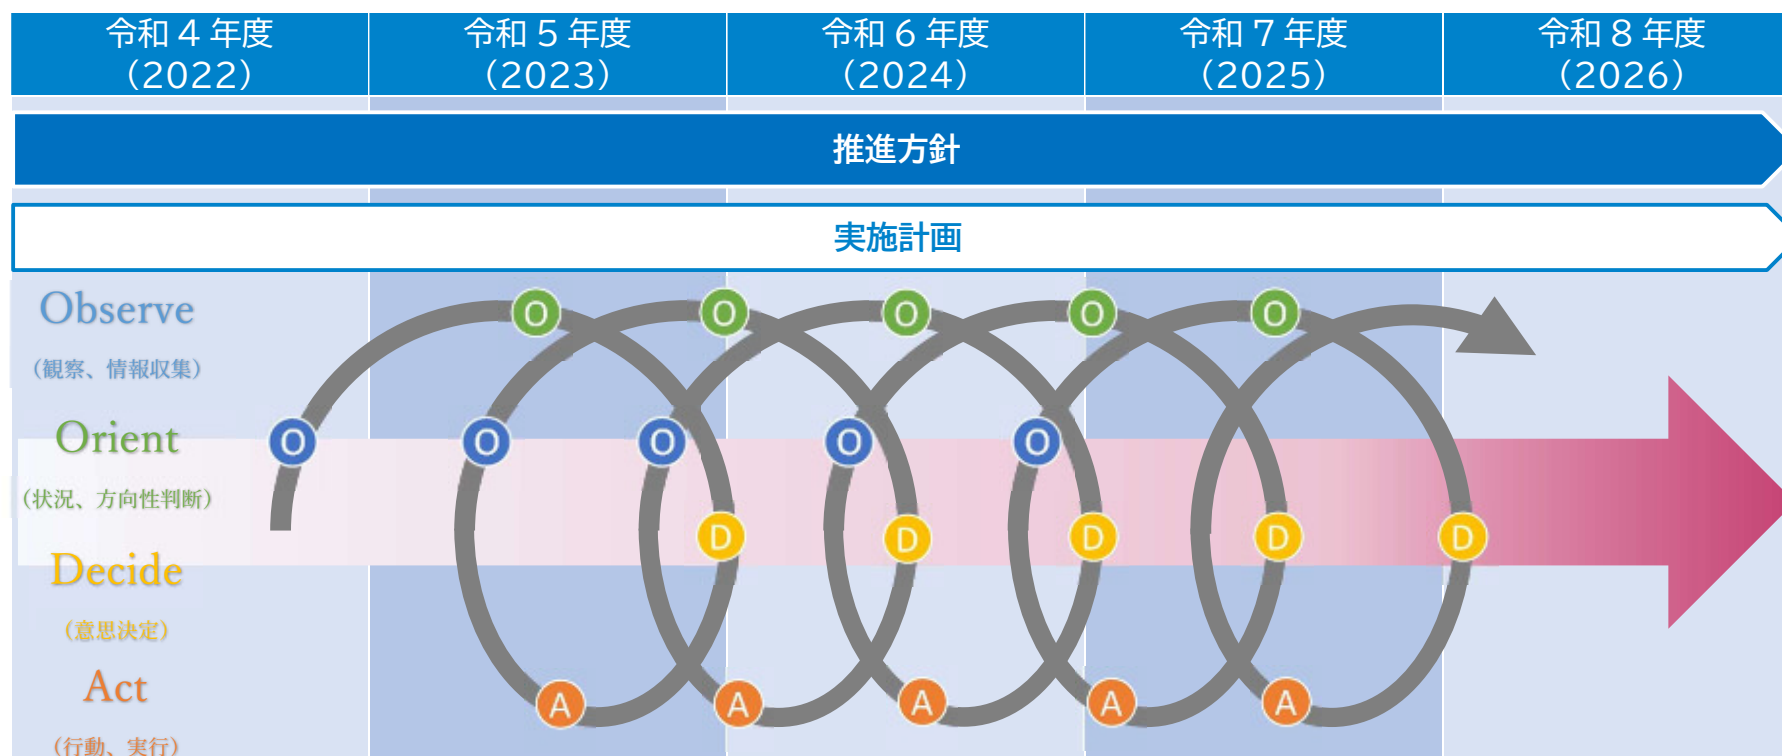 令和４年度
（2022）
令和５年度
（2023）
令和６年度
（2024）
令和７年度
（2025）
令和８年度
（2026）
推進方針
実施計画
Observe
（観察、情報収集）
Orient
（状況、方向性判断）
Decide
（意思決定）
Act
（行動、実行）
O
O
O
O
O
O
O
O
O
O
D
D
D
D
D
A
A
A
A
A